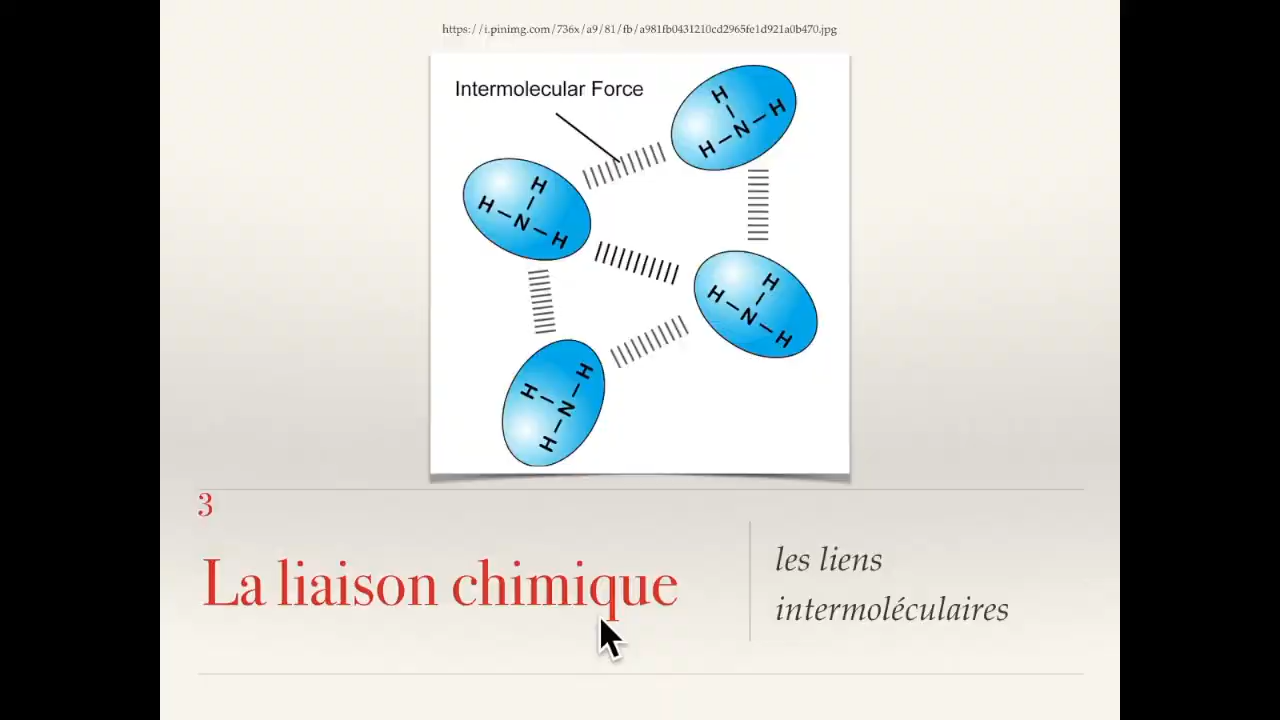 https://i.pinimg.com/736x/a9/81/fb/a981fb0431210cd2965fe1d921a0b470.jpg
Intermolecular Force
H
H
H N
H
H N H
H
H N H
H
H N
H
3
La liaison chimique
les liens
intermoléculaires